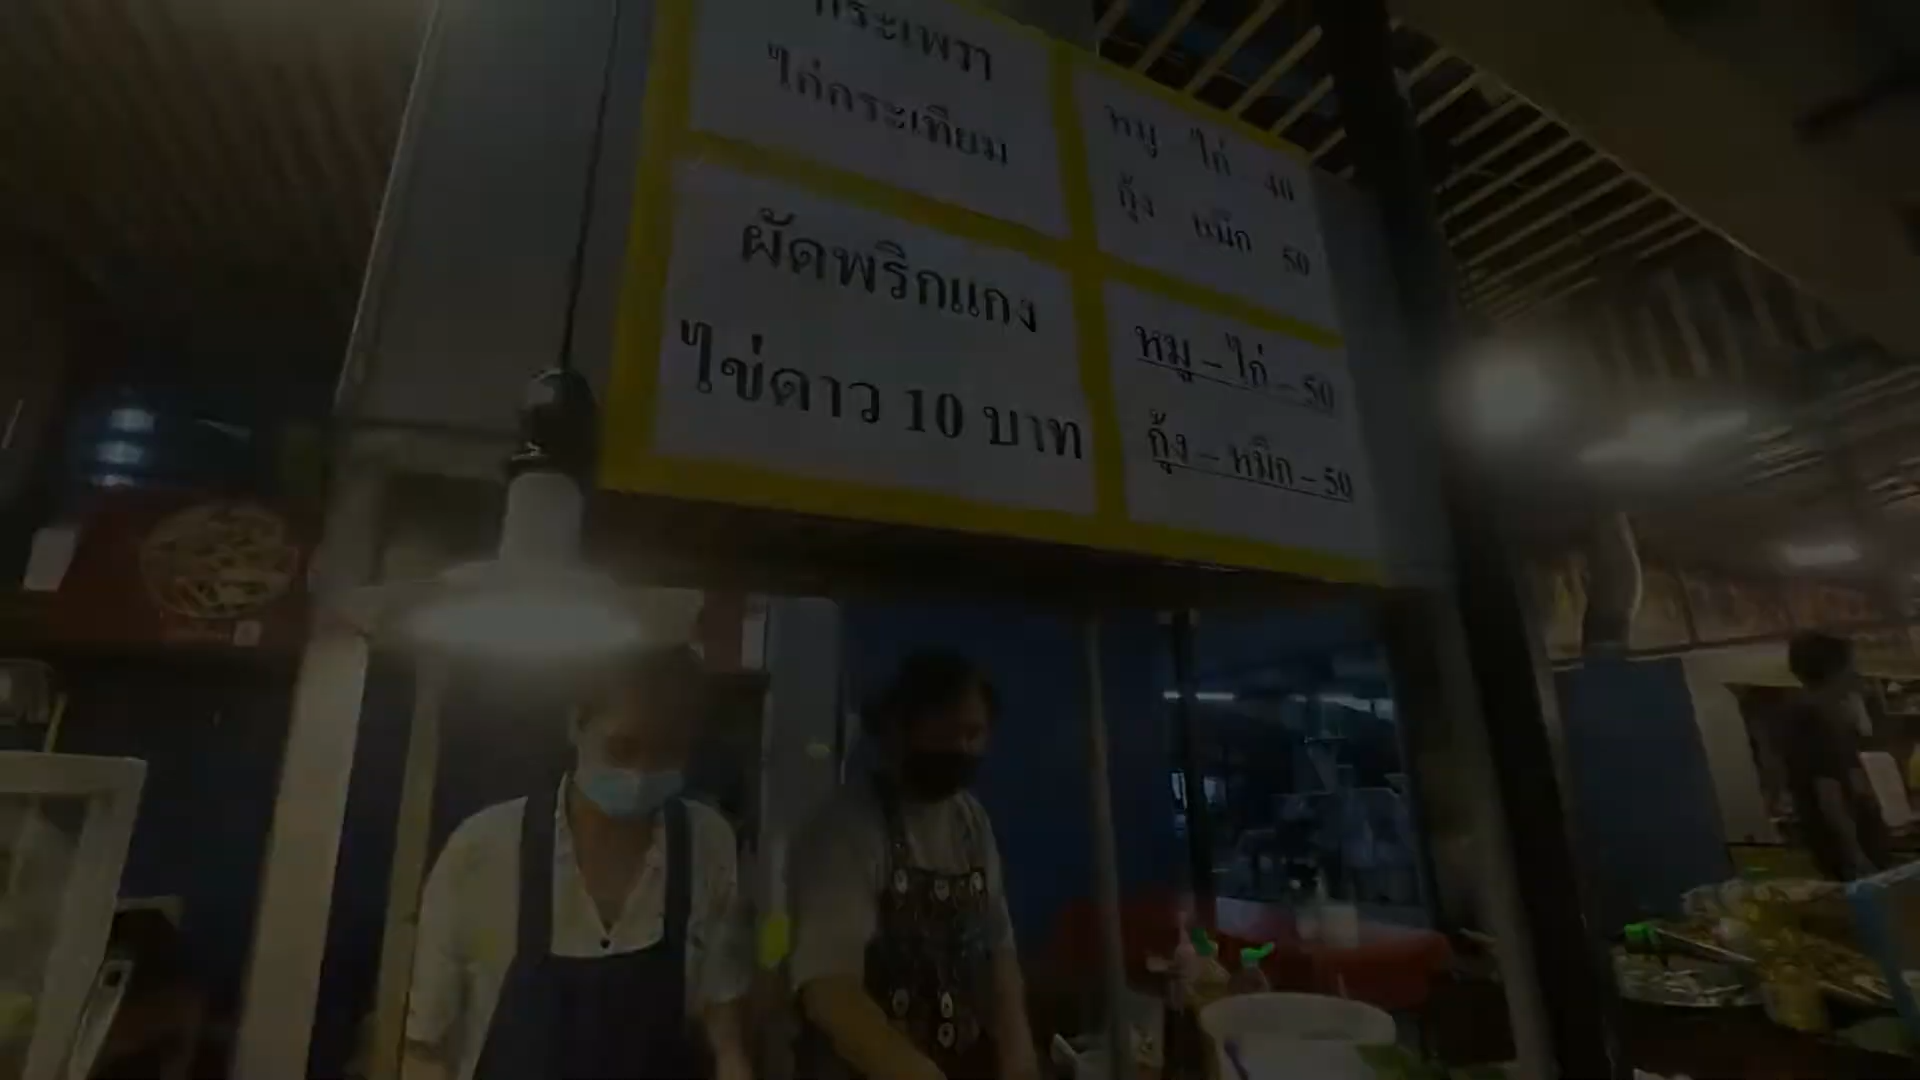 กระเพรา
ไก่กระเทียม
หมู ไก่ - 40
กุ้ง หมึก 50
ผัดพริกแกง
ไข่ดาว 10 บาท
หมู – ไก่ – 50
กุ้ง – หมึก – 50